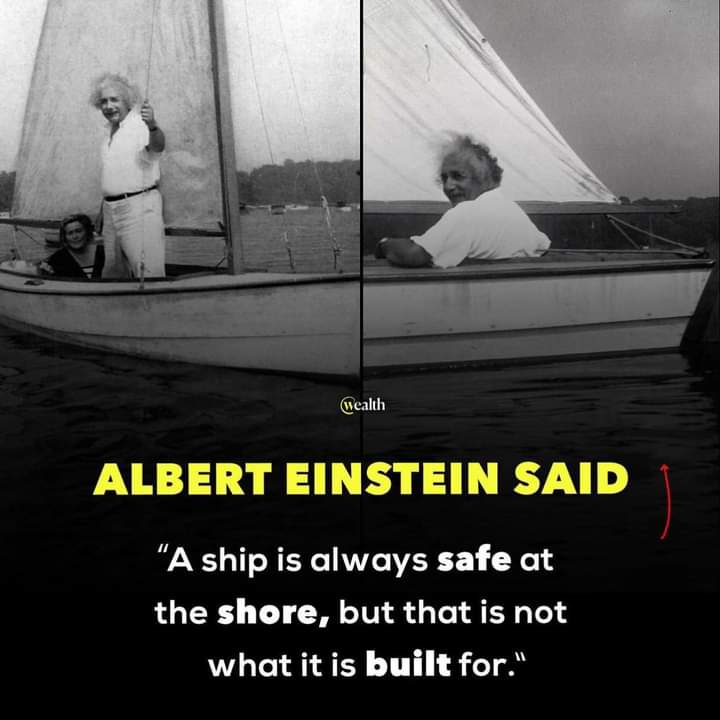 @wealth
ALBERT EINSTEIN SAID
"A ship is always safe at
the shore, but that is not
what it is built for."